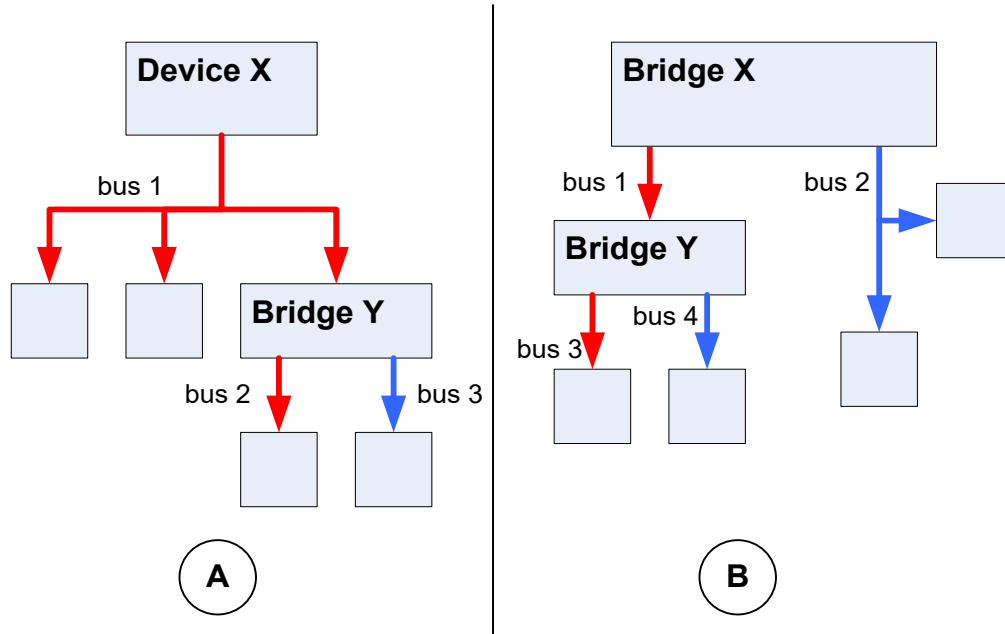 Device X
bus 1
Bridge Y
bus 2
bus 3
A
Bridge X
bus 1
bus 2
Bridge Y
bus 3
bus 4
B